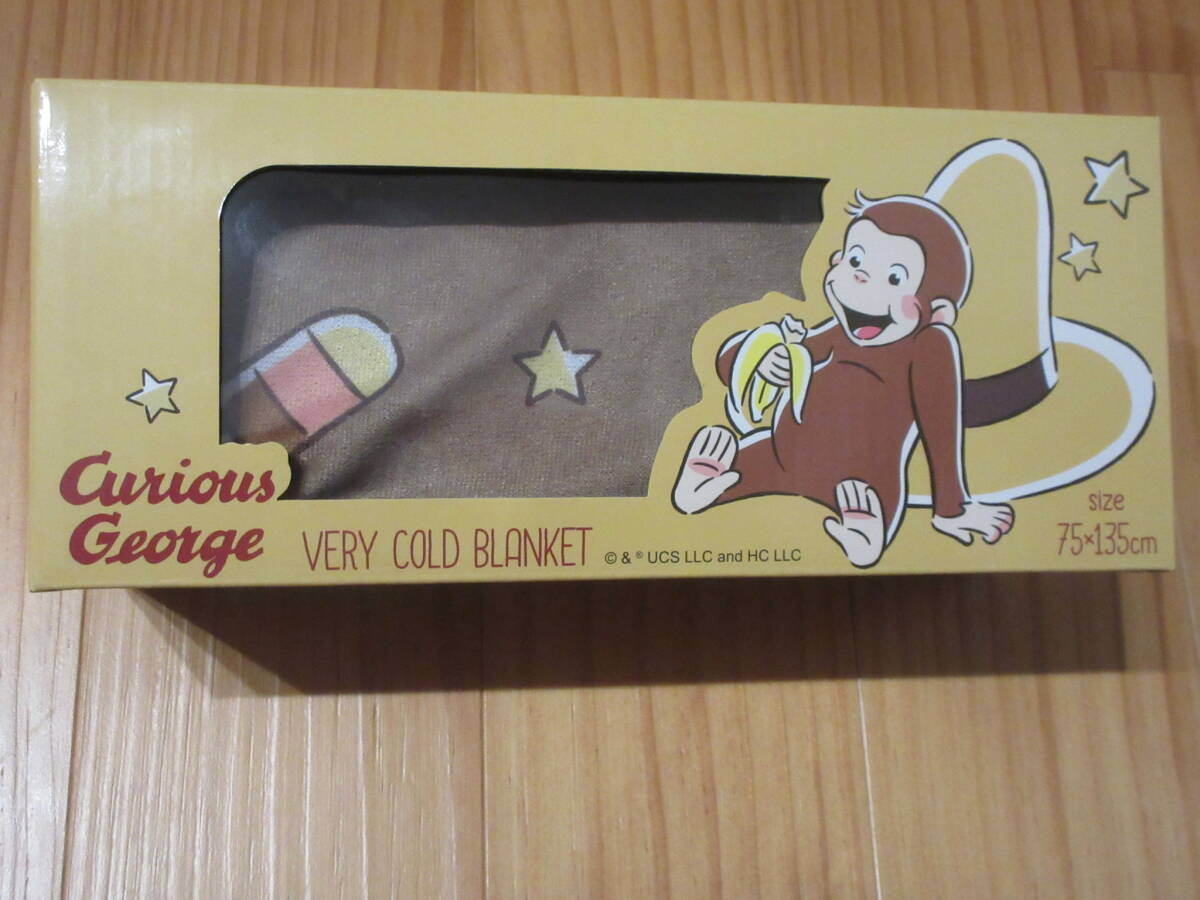 Curious
George
VERY COLD BLANKET
© & ® UCS LLC and HC LLC
size
75×135cm